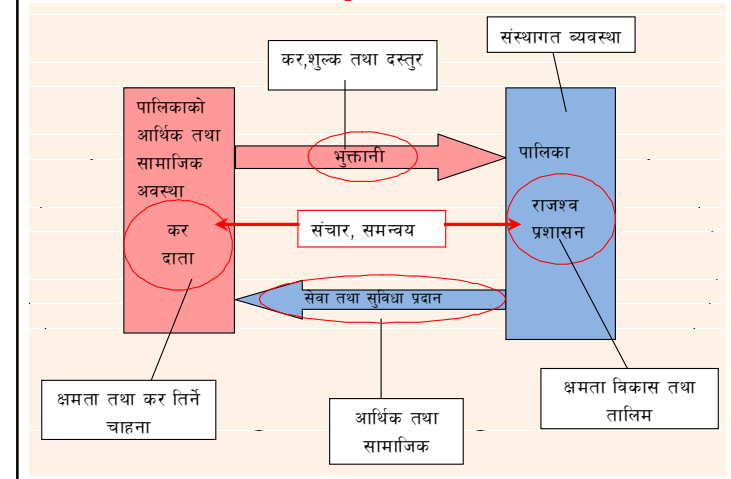 संस्थागत व्यवस्था
कर,शुल्क तथा दस्तुर
पालिकाको
आर्थिक तथा
सामाजिक
अवस्था
भुक्तानी
पालिका
कर
दाता
संचार, समन्वय
राजश्व
प्रशासन
सेवा तथा सुविधा प्रदान
क्षमता तथा कर तिर्ने
चाहना
आर्थिक तथा
सामाजिक
क्षमता विकास तथा
तालिम